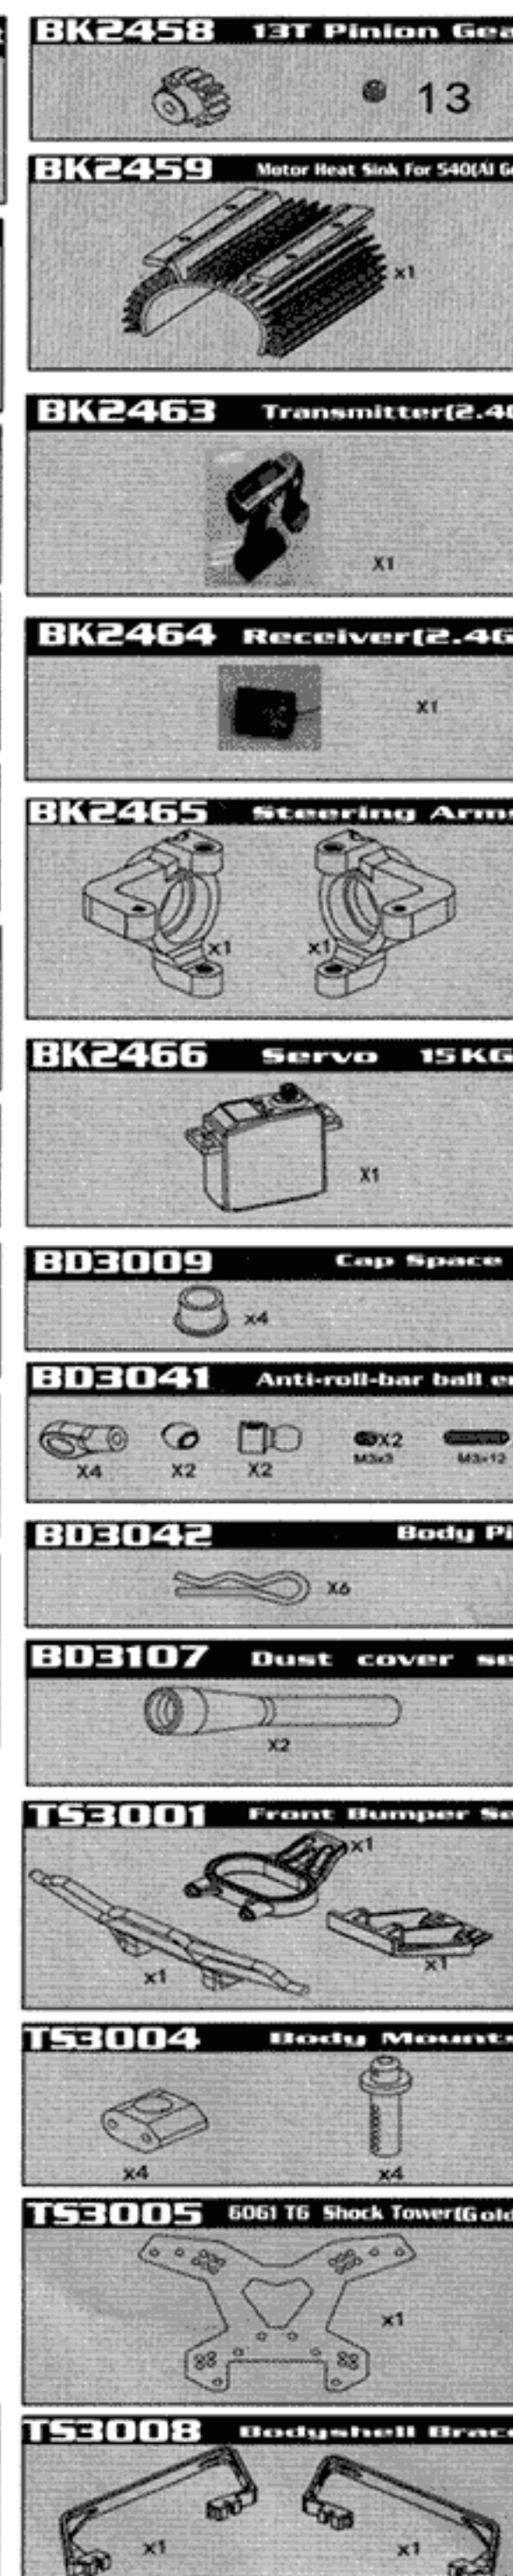 BK2458 13T Pinion Gea
13
BK2459 Motor Heat Sink For 540(Al G
x1
BK2463 Transmitter(2.4
X1
BK2464 Receiver(2.4G
X1
BK2465 Steering Arm
x1 x1
BK2466 Servo 15KG
X1
BD3009 Cap Space
x4
BD3041 Anti-roll-bar ball e
X2
X4 X2 X2 M3x3 M3x12
BD3042 Body Pi
X6
BD3107 Dust cover se
X2
TS3001 Front Bumper Se
x1
x1
x1
TS3004 Body Mount
x4 x4
TS3005 6061 T6 Shock Tower(Gold
x1
TS3008 Bodyshell Brac
x1 x1